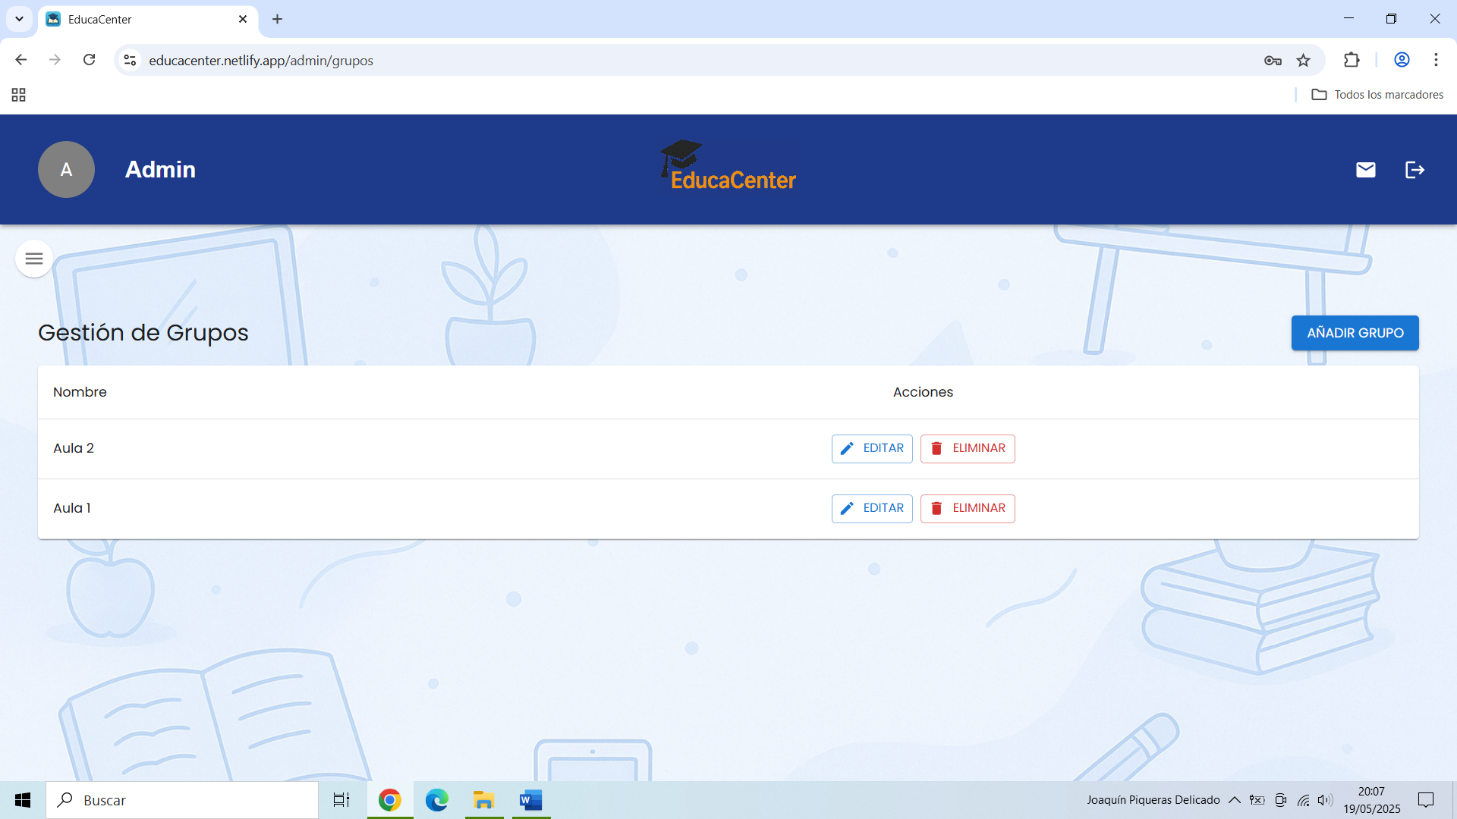 EducaCenter
educacenter.netlify.app/admin/grupos
Todos los marcadores
A
Admin
EducaCenter
Gestión de Grupos
AÑADIR GRUPO
Nombre
Acciones
Aula 2
EDITAR
ELIMINAR
Aula 1
EDITAR
ELIMINAR
Buscar
Joaquín Piqueras Delicado
20:07
19/05/2025